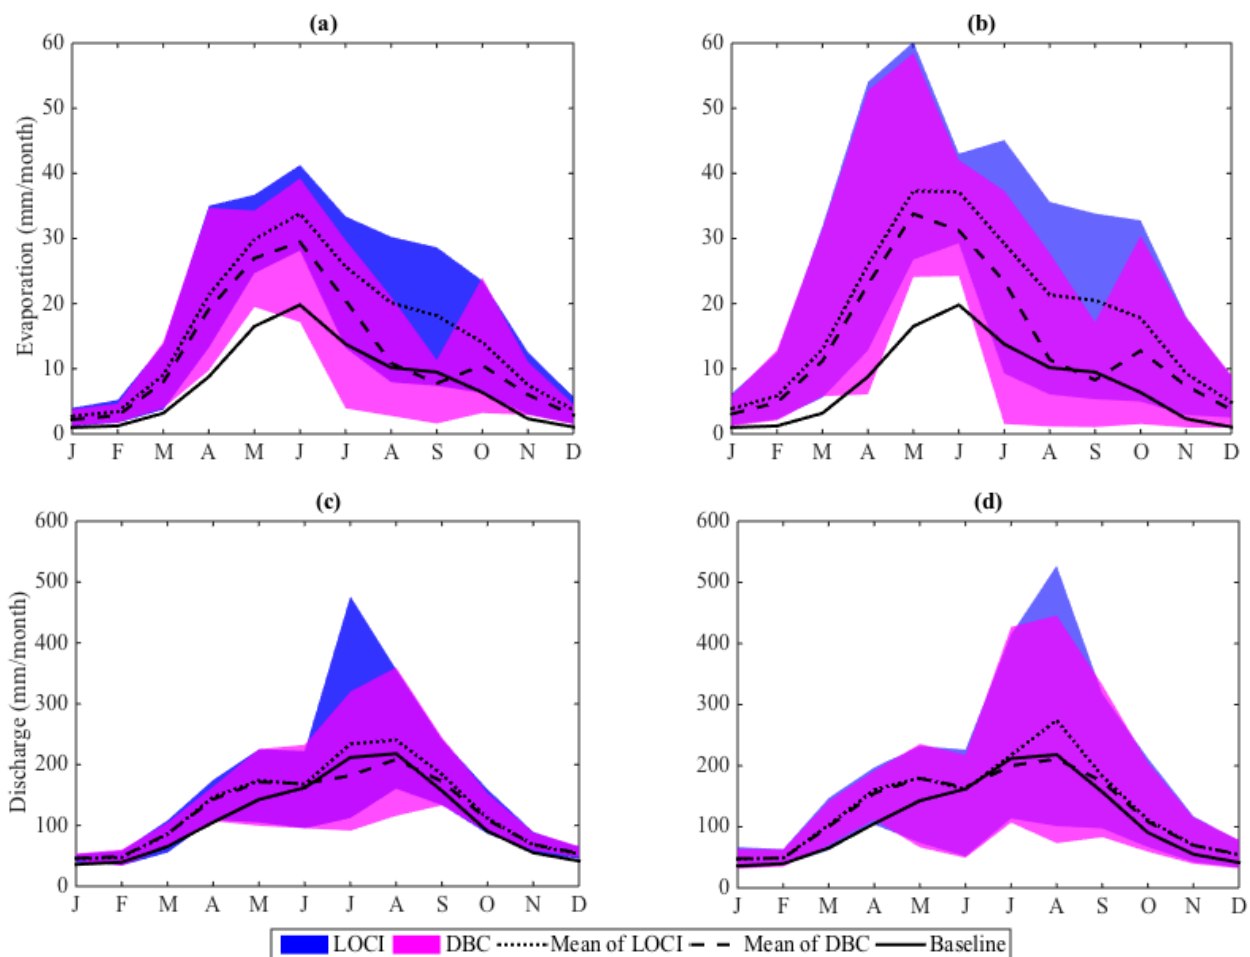 (a)
(b)
Evaporation (mm/month)
60
50
40
30
20
10
0
J F M A M J J A S O N D
60
50
40
30
20
10
0
J F M A M J J A S O N D
(c)
(d)
Discharge (mm/month)
600
500
400
300
200
100
0
J F M A M J J A S O N D
600
500
400
300
200
100
0
J F M A M J J A S O N D
LOCI DBC Mean of LOCI Mean of DBC Baseline